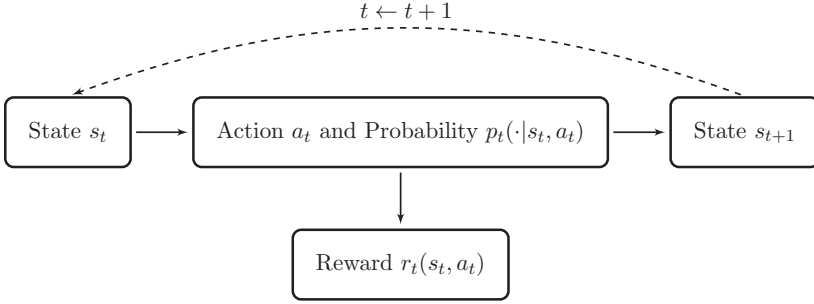 t ← t + 1
State s_t
Action a_t and Probability p_t(·|s_t, a_t)
State s_{t+1}
Reward r_t(s_t, a_t)